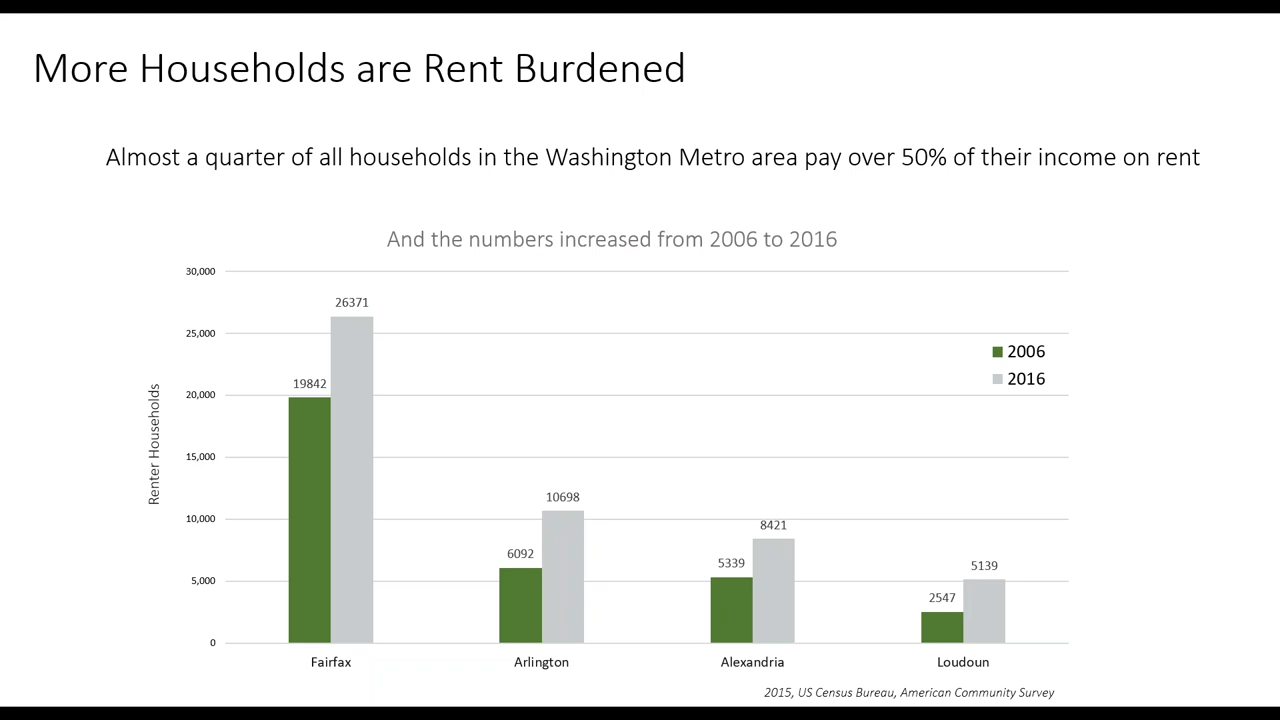 More Households are Rent Burdened
Almost a quarter of all households in the Washington Metro area pay over 50% of their income on rent
And the numbers increased from 2006 to 2016
30,000
25,000
20,000
15,000
10,000
5,000
0
Renter Households
19842
26371
6092
10698
5339
8421
2547
5139
2006
2016
Fairfax
Arlington
Alexandria
Loudoun
2015, US Census Bureau, American Community Survey